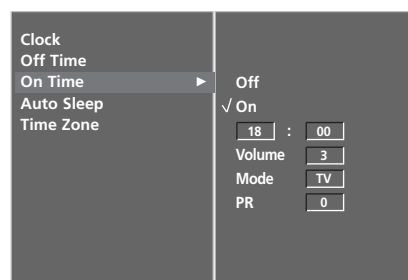 Clock
Off Time
On Time ►
Auto Sleep
Time Zone
Off
√ On
18 : 00
Volume 3
Mode TV
PR 0